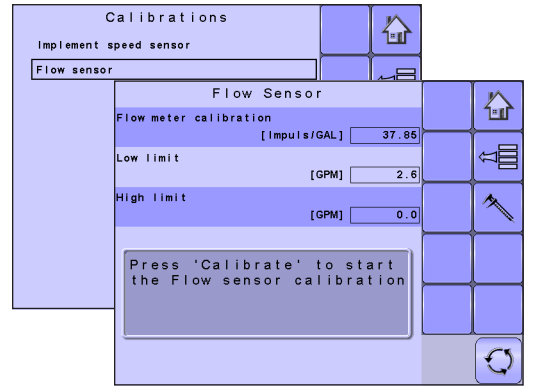 Calibrations
Implement speed sensor
Flow sensor
Flow Sensor
Flow meter calibration
[Impuls/GAL] 37.85
Low limit
[GPM] 2.6
High limit
[GPM] 0.0
Press 'Calibrate' to start
the Flow sensor calibration